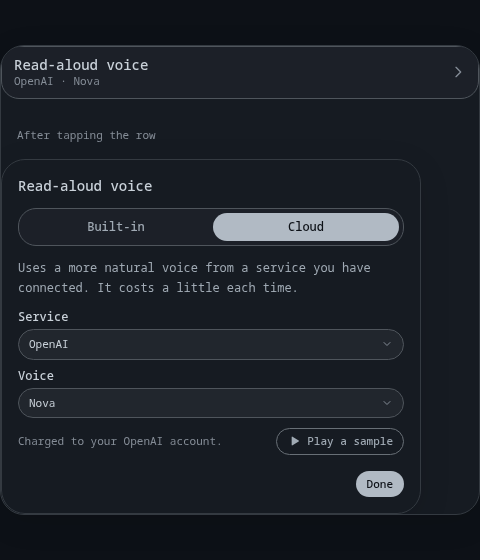 Read-aloud voice
OpenAI · Nova
After tapping the row
Read-aloud voice
Built-in
Cloud
Uses a more natural voice from a service you have
connected. It costs a little each time.
Service
OpenAI
Voice
Nova
Charged to your OpenAI account.
Play a sample
Done